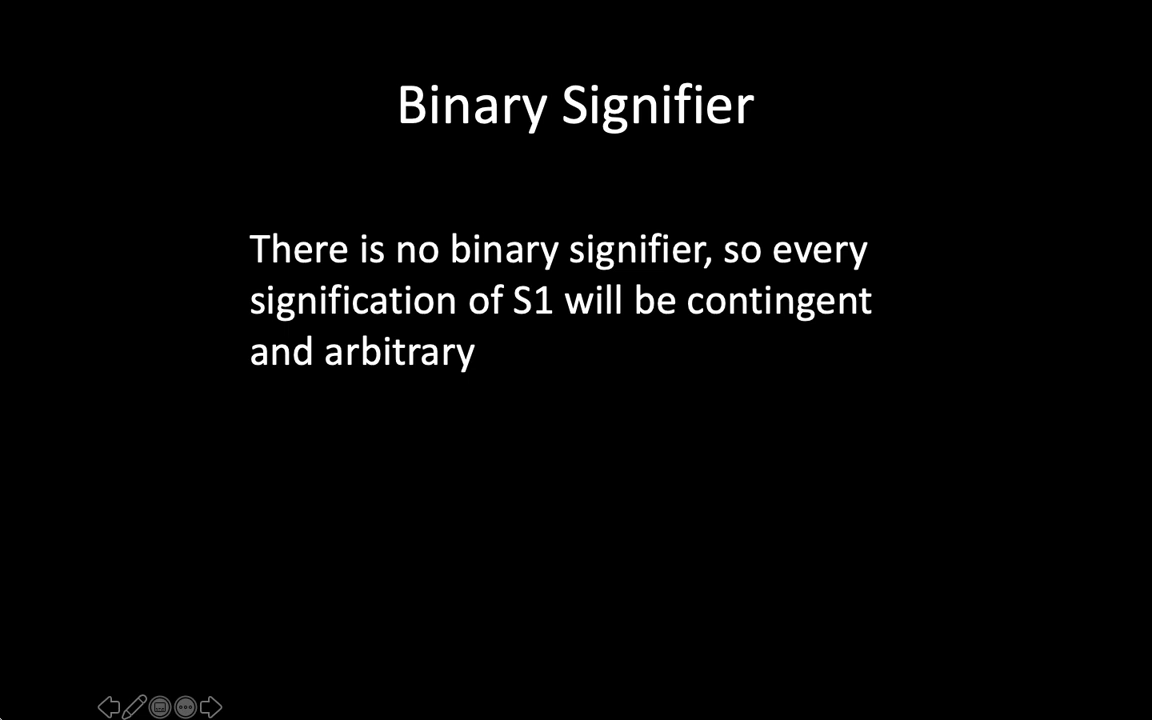 Binary Signifier
There is no binary signifier, so every
signification of S1 will be contingent
and arbitrary